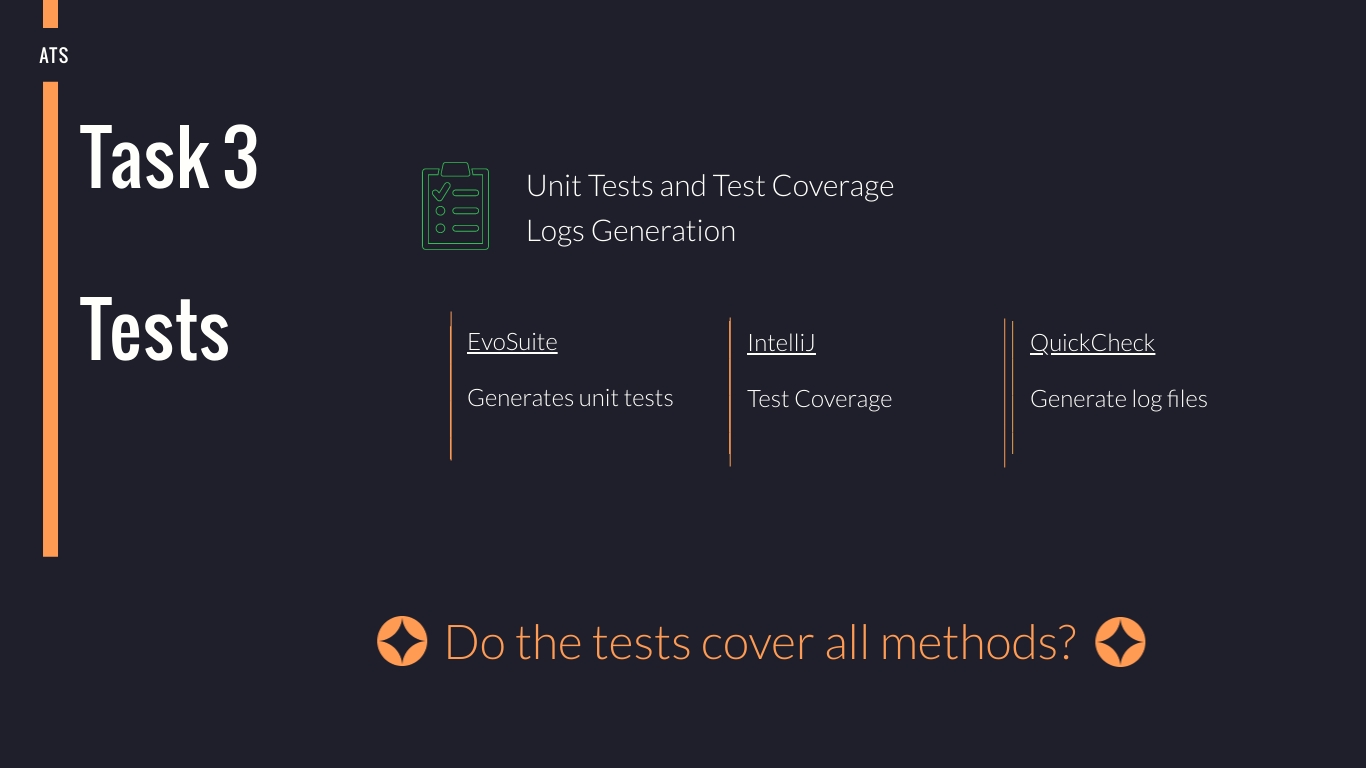 ATS
Task 3
Tests
Unit Tests and Test Coverage
Logs Generation
EvoSuite
Generates unit tests
IntelliJ
Test Coverage
QuickCheck
Generate log files
Do the tests cover all methods?